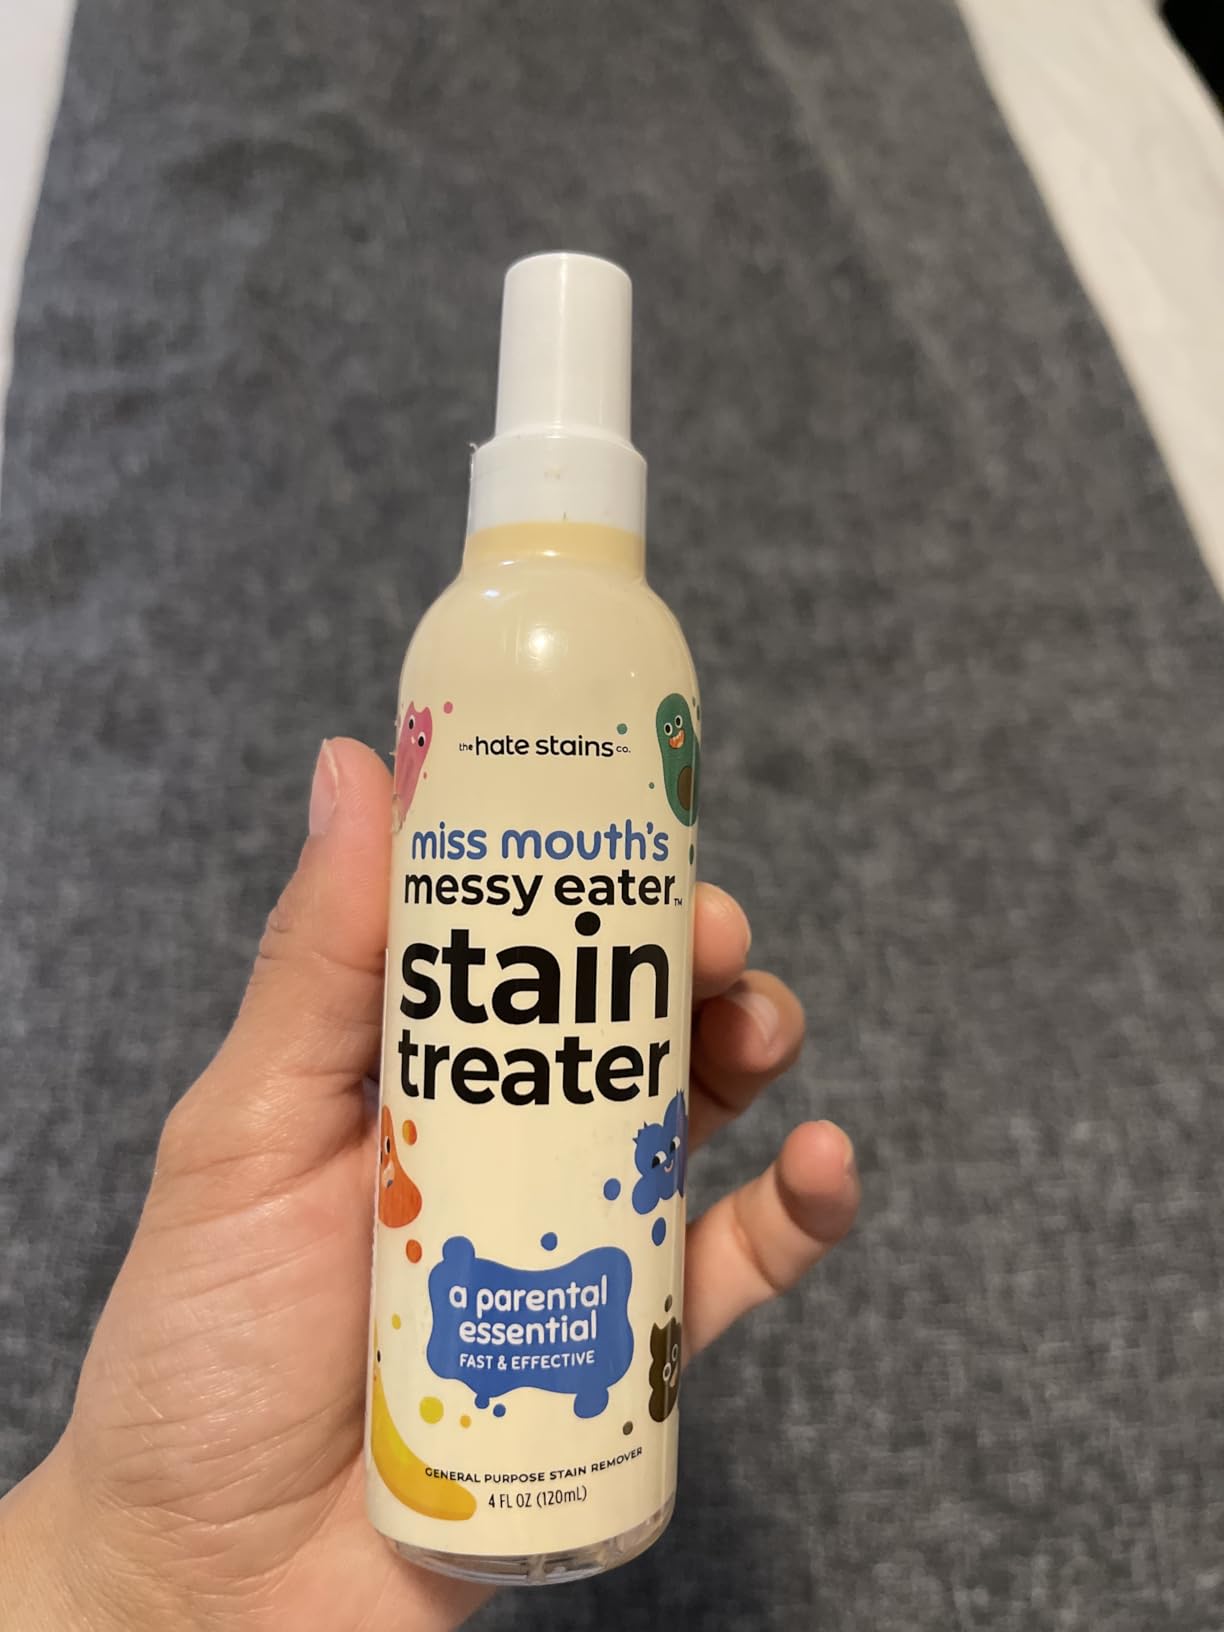 the hate stains co.
miss mouth's
messy eater™
stain
treater
a parental
essential
FAST & EFFECTIVE
GENERAL PURPOSE STAIN REMOVER
4 FL OZ (120mL)